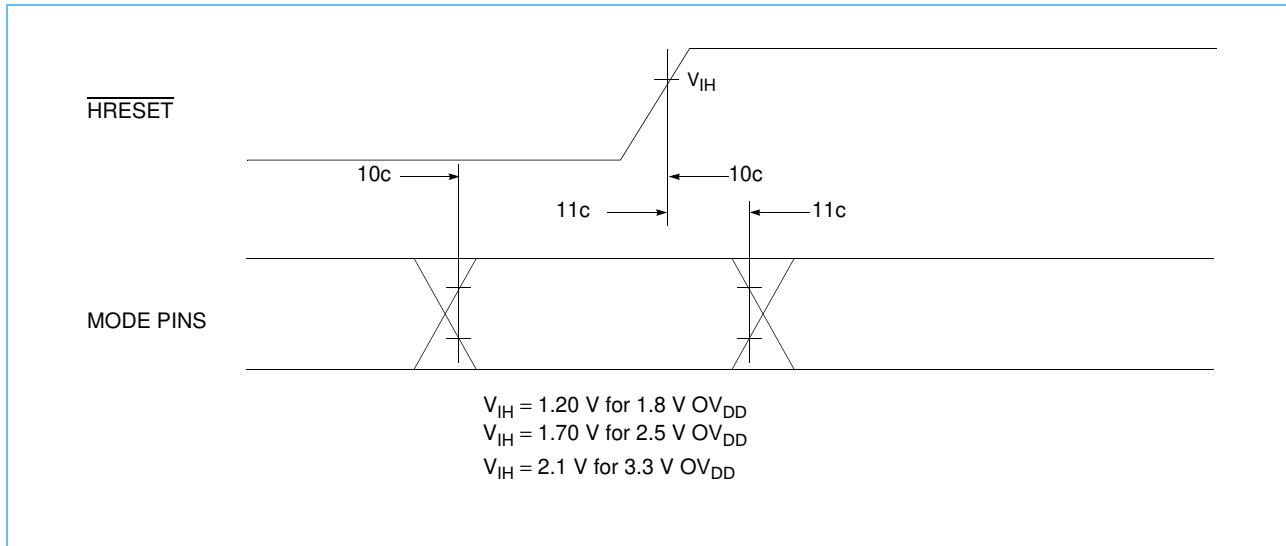 V_IH
HRESET
10c 10c
11c 11c
MODE PINS
V_IH = 1.20 V for 1.8 V OV_DD
V_IH = 1.70 V for 2.5 V OV_DD
V_IH = 2.1 V for 3.3 V OV_DD